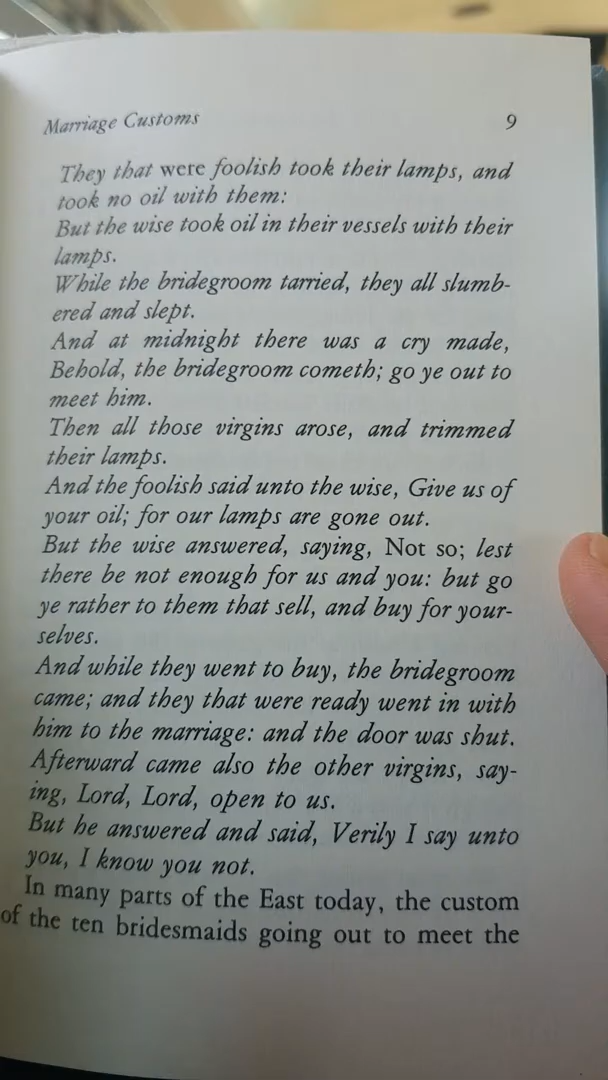 Marriage Customs 9
They that were foolish took their lamps, and
took no oil with them:
But the wise took oil in their vessels with their
lamps.
While the bridegroom tarried, they all slumb-
ered and slept.
And at midnight there was a cry made,
Behold, the bridegroom cometh; go ye out to
meet him.
Then all those virgins arose, and trimmed
their lamps.
And the foolish said unto the wise, Give us of
your oil; for our lamps are gone out.
But the wise answered, saying, Not so; lest
there be not enough for us and you: but go
ye rather to them that sell, and buy for your-
selves.
And while they went to buy, the bridegroom
came; and they that were ready went in with
him to the marriage: and the door was shut.
Afterward came also the other virgins, say-
ing, Lord, Lord, open to us.
But he answered and said, Verily I say unto
you, I know you not.
In many parts of the East today, the custom
of the ten bridesmaids going out to meet the